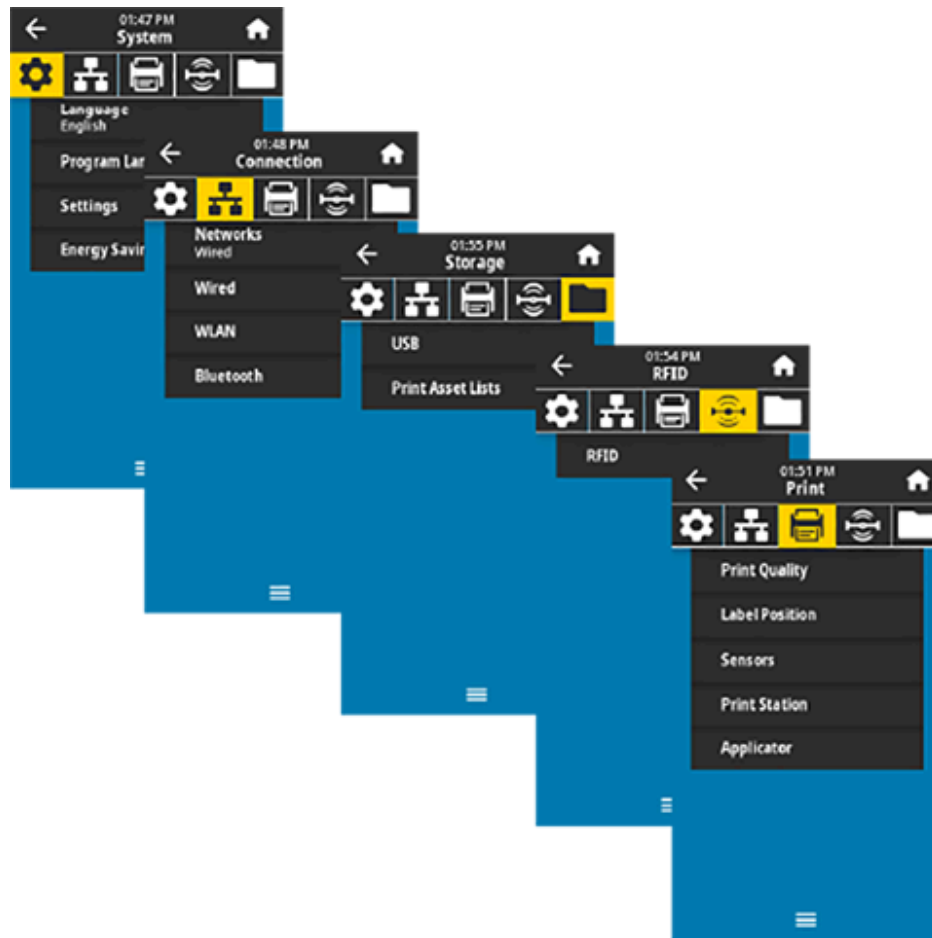 01:47 PM
System
Language
English
Program Lan
Settings
Energy Savin
01:48 PM
Connection
Networks
Wired
Wired
WLAN
Bluetooth
01:55 PM
Storage
USB
Print Asset Lists
01:54 PM
RFID
RFID
01:51 PM
Print
Print Quality
Label Position
Sensors
Print Station
Applicator